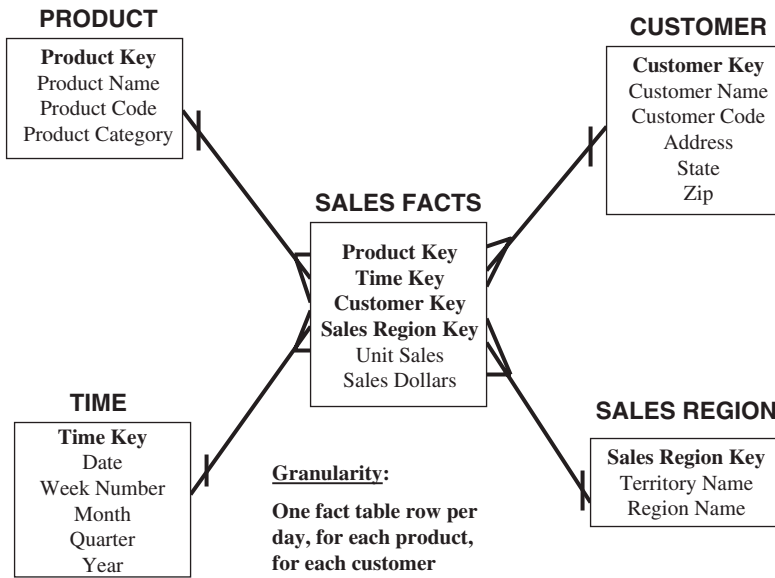 PRODUCT
Product Key
Product Name
Product Code
Product Category
CUSTOMER
Customer Key
Customer Name
Customer Code
Address
State
Zip
SALES FACTS
Product Key
Time Key
Customer Key
Sales Region Key
Unit Sales
Sales Dollars
TIME
Time Key
Date
Week Number
Month
Quarter
Year
Granularity:
One fact table row per
day, for each product,
for each customer
SALES REGION
Sales Region Key
Territory Name
Region Name